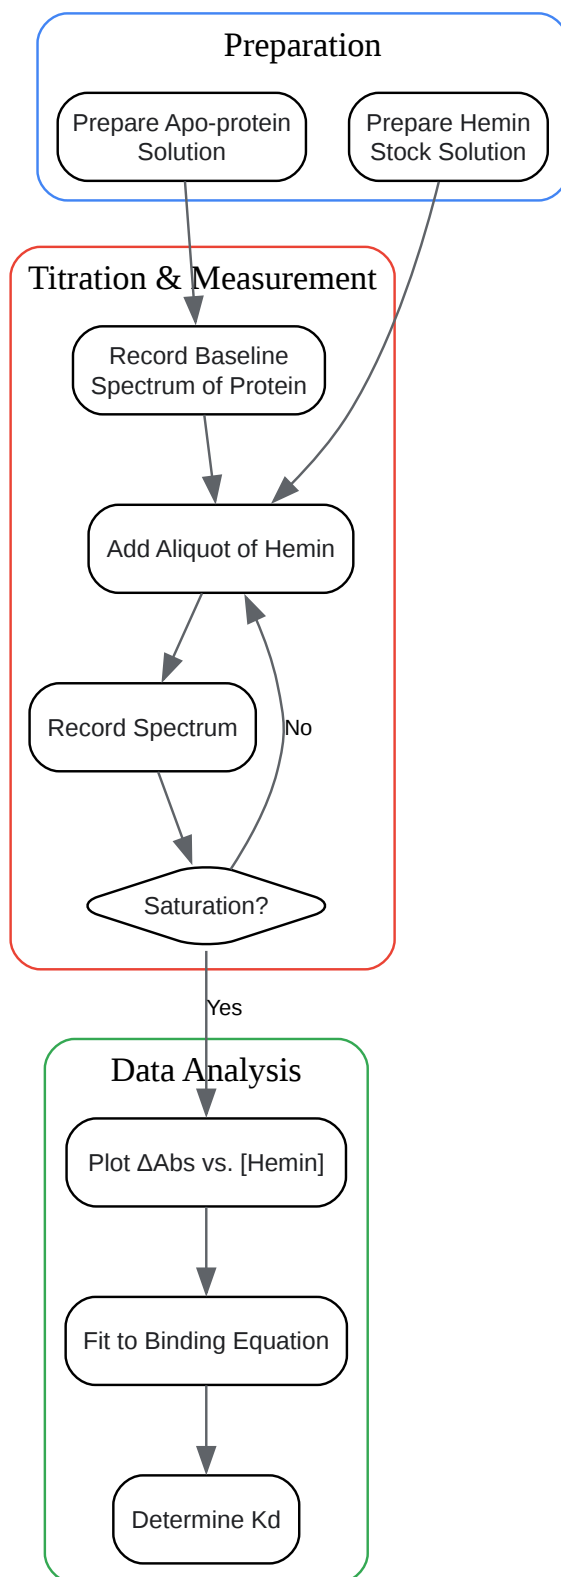 Preparation
Prepare Apo-protein
Solution
Prepare Hemin
Stock Solution
Titration & Measurement
Record Baseline
Spectrum of Protein
Add Aliquot of Hemin
Record Spectrum
No
Saturation?
Yes
Data Analysis
Plot ΔAbs vs. [Hemin]
Fit to Binding Equation
Determine Kd